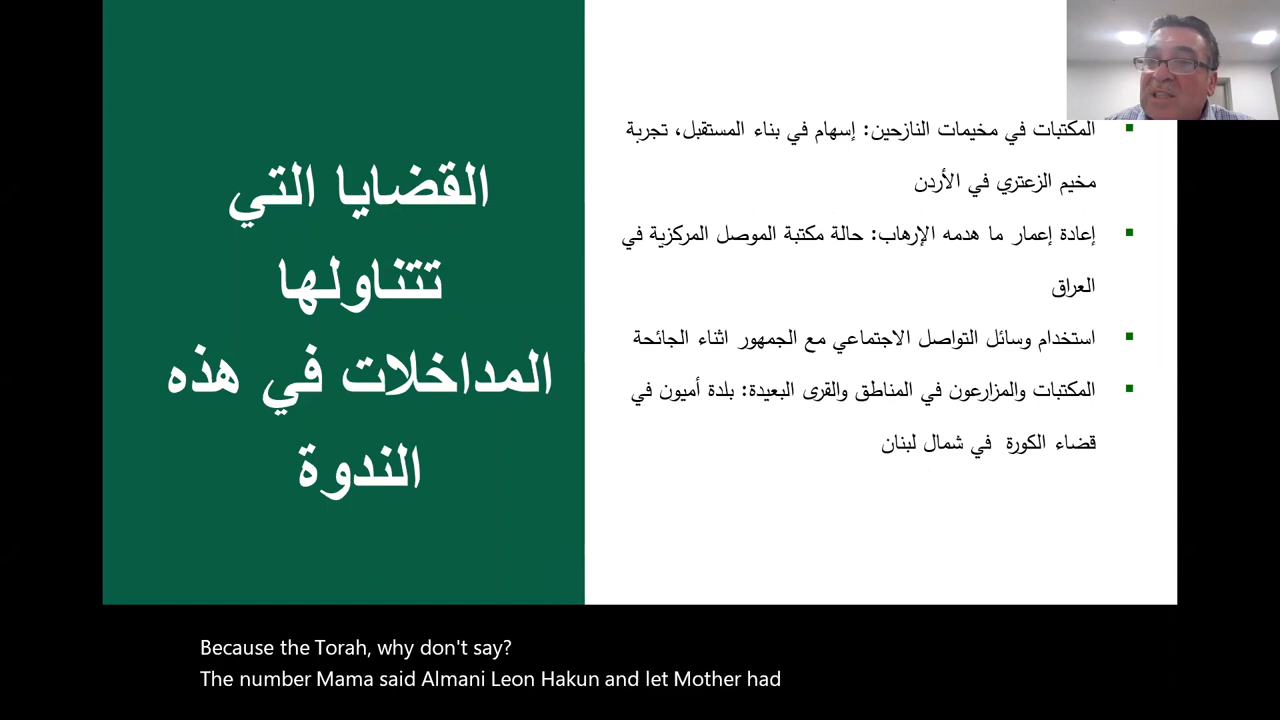 القضايا التي
تتناولها
المداخلات في هذه
الندوة
المكتبات في مخيمات النازحين: إسهام في بناء المستقبل، تجربة
مخيم الزعتري في الأردن
إعادة إعمار ما هدمه الإرهاب: حالة مكتبة الموصل المركزية في
العراق
استخدام وسائل التواصل الاجتماعي مع الجمهور اثناء الجائحة
المكتبات والمزارعون في المناطق والقرى البعيدة: بلدة أميون في
قضاء الكورة في شمال لبنان
Because the Torah, why don't say?
The number Mama said Almani Leon Hakun and let Mother had